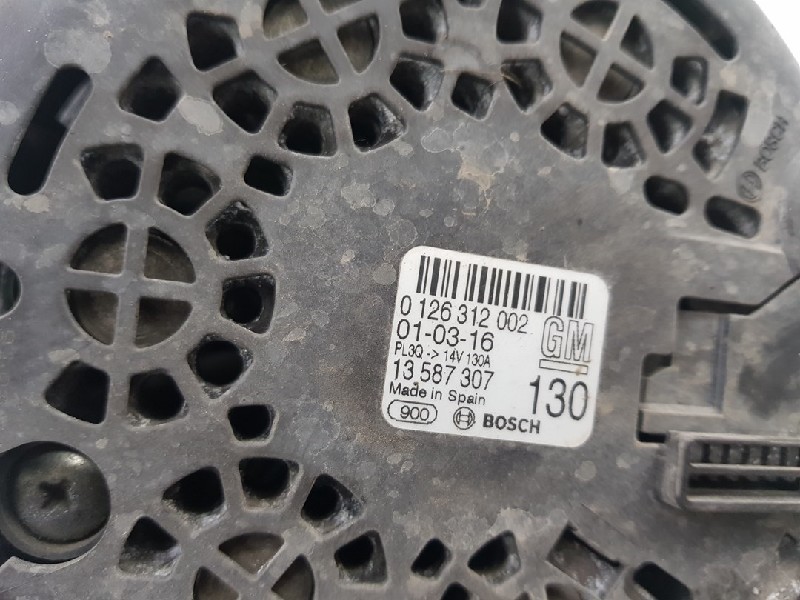 0 126 312 002
01-03-16
GM
PL3Q -> 14V 130A
13 587 307
130
Made in Spain
900 BOSCH
BOSCH